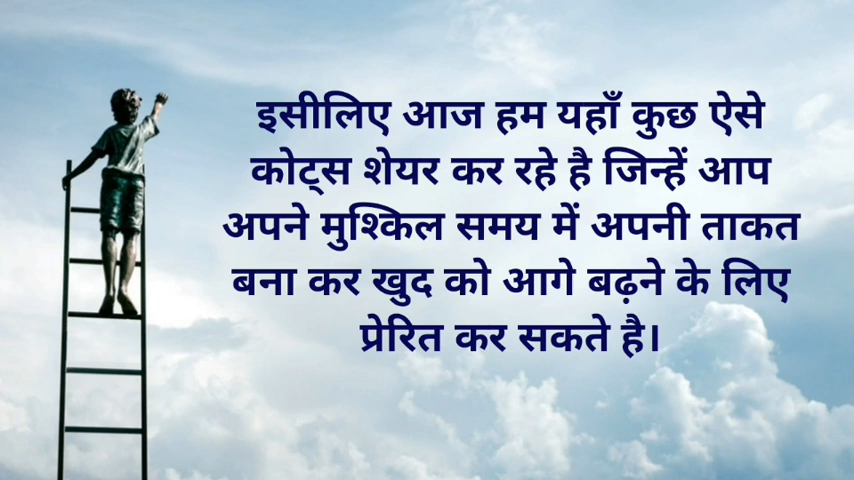 इसीलिए आज हम यहाँ कुछ ऐसे
कोट्स शेयर कर रहे है जिन्हें आप
अपने मुश्किल समय में अपनी ताकत
बना कर खुद को आगे बढ़ने के लिए
प्रेरित कर सकते है।